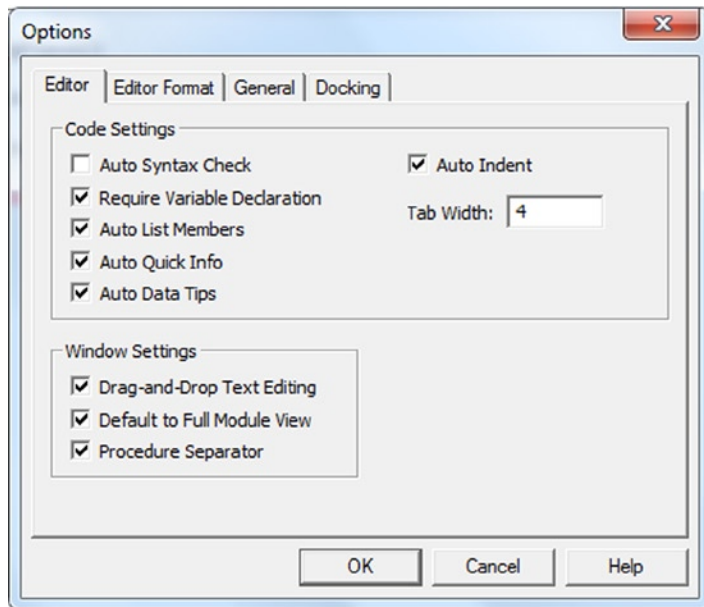 Options
Editor Editor Format General Docking
Code Settings
Auto Syntax Check
Require Variable Declaration
Auto List Members
Auto Quick Info
Auto Data Tips
Auto Indent
Tab Width: 4
Window Settings
Drag-and-Drop Text Editing
Default to Full Module View
Procedure Separator
OK Cancel Help